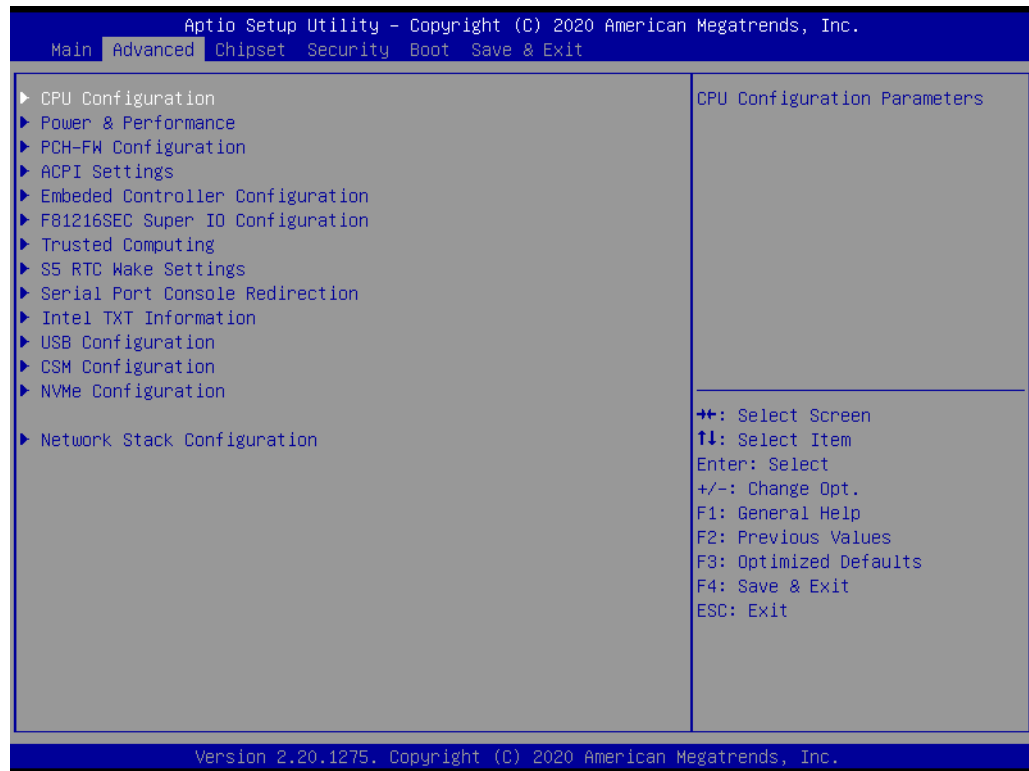 Aptio Setup Utility – Copyright (C) 2020 American Megatrends, Inc.
Main Advanced Chipset Security Boot Save & Exit
▶ CPU Configuration
▶ Power & Performance
▶ PCH-FW Configuration
▶ ACPI Settings
▶ Embeded Controller Configuration
▶ F81216SEC Super IO Configuration
▶ Trusted Computing
▶ S5 RTC Wake Settings
▶ Serial Port Console Redirection
▶ Intel TXT Information
▶ USB Configuration
▶ CSM Configuration
▶ NVMe Configuration
▶ Network Stack Configuration
CPU Configuration Parameters
→←: Select Screen
↑↓: Select Item
Enter: Select
+/-: Change Opt.
F1: General Help
F2: Previous Values
F3: Optimized Defaults
F4: Save & Exit
ESC: Exit
Version 2.20.1275. Copyright (C) 2020 American Megatrends, Inc.